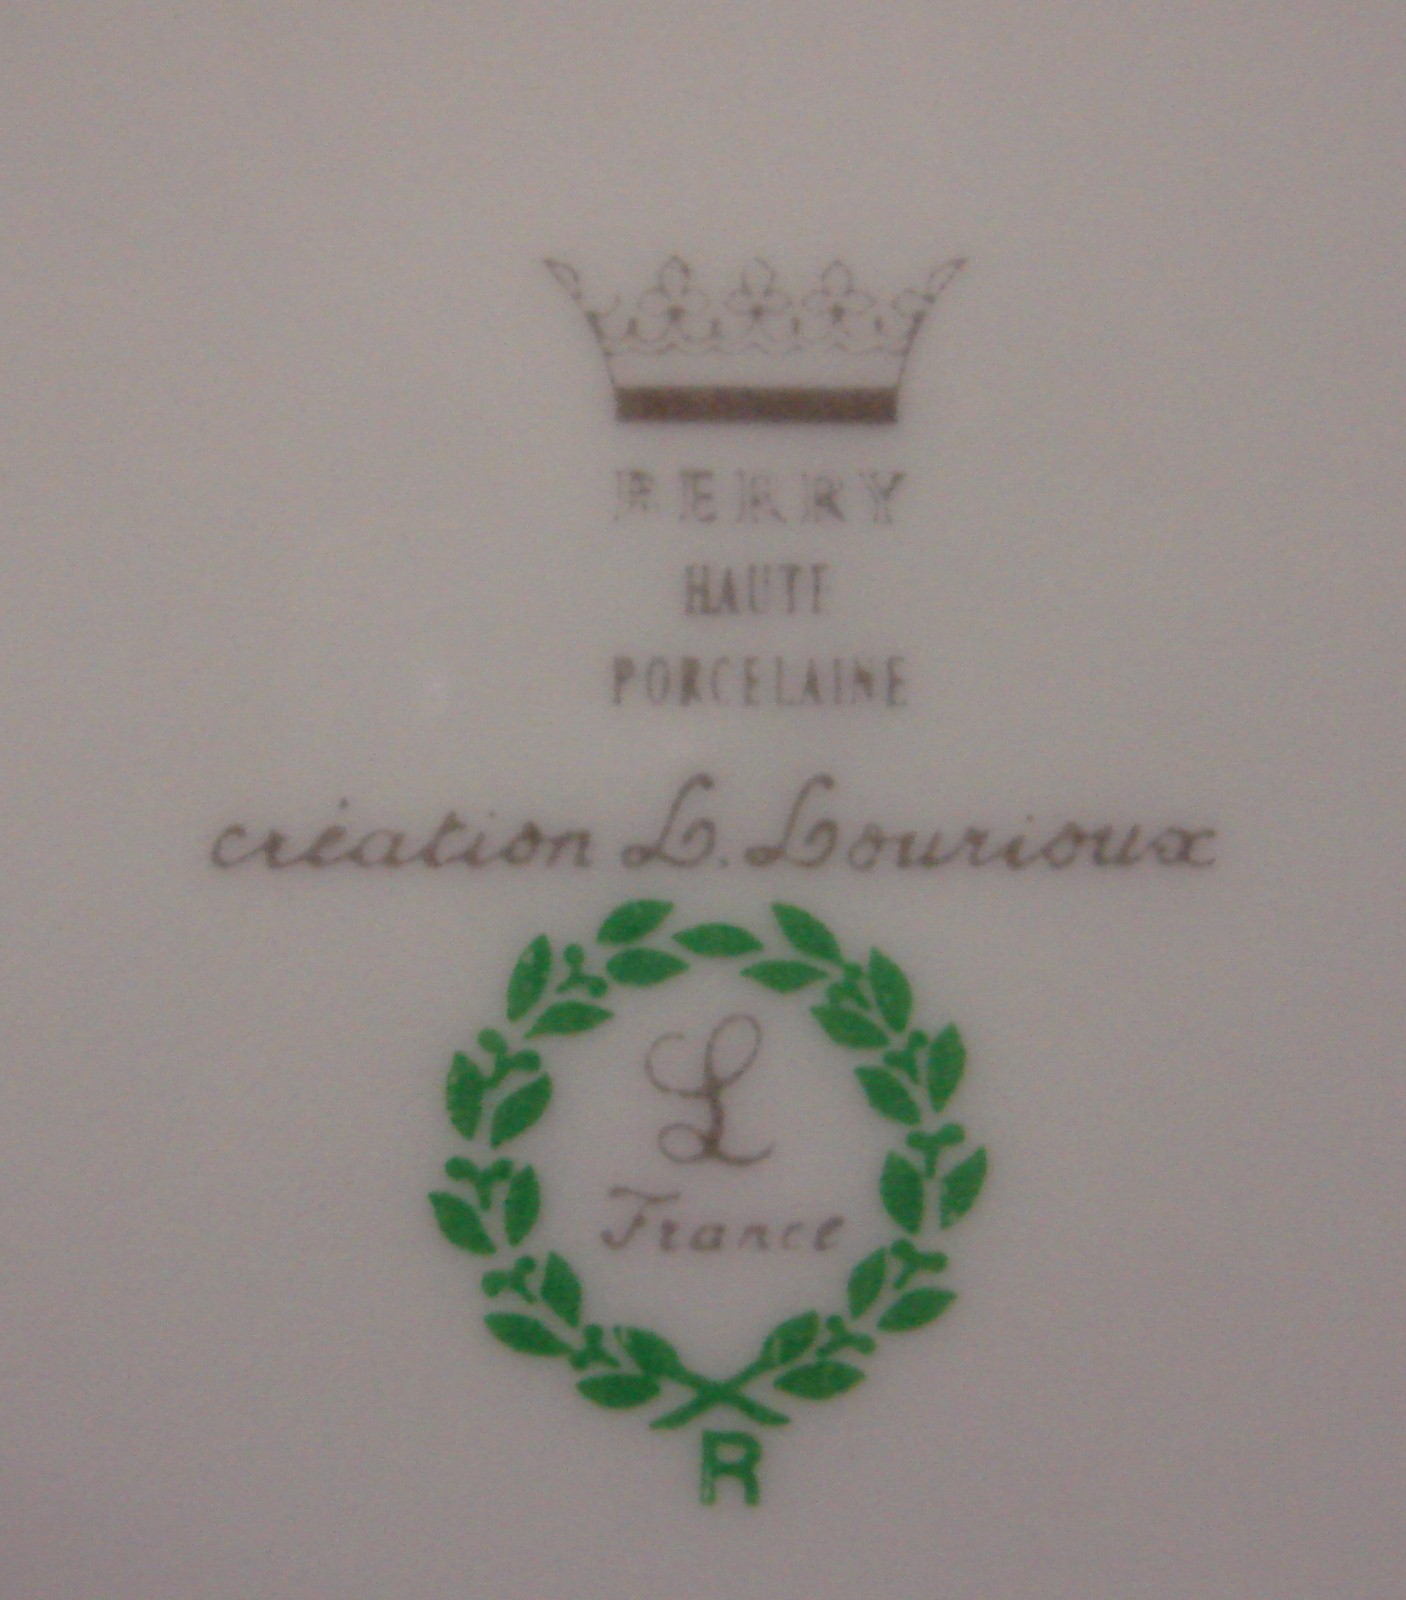 BERRY
HAUTE
PORCELAINE
création L. Lourioux
L
France
R